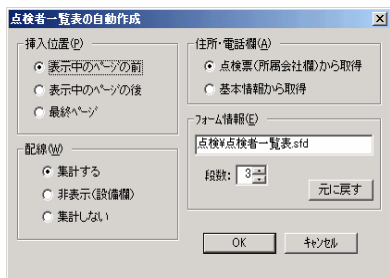 点検者一覧表の自動作成
挿入位置(P)
表示中のページの前
表示中のページの後
最終ページ
配線(W)
集計する
非表示(設備欄)
集計しない
住所・電話欄(A)
点検票(所属会社欄)から取得
基本情報から取得
フォーム情報(E)
点検¥点検者一覧表.sfd
段数: 3
元に戻す
OK
キャンセル